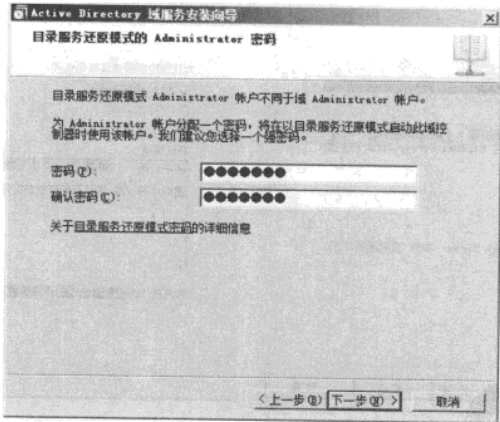 Active Directory 域服务安装向导
目录服务还原模式的 Administrator 密码
目录服务还原模式 Administrator 帐户不同于域 Administrator 帐户。
为 Administrator 帐户分配一个密码，将在以目录服务还原模式启动此域控
制器时使用该帐户。我们建议您选择一个强密码。
密码(P):
●●●●●●●
确认密码(C):
●●●●●●●
关于目录服务还原模式密码的详细信息
<上一步(B) 下一步(N)> 取消